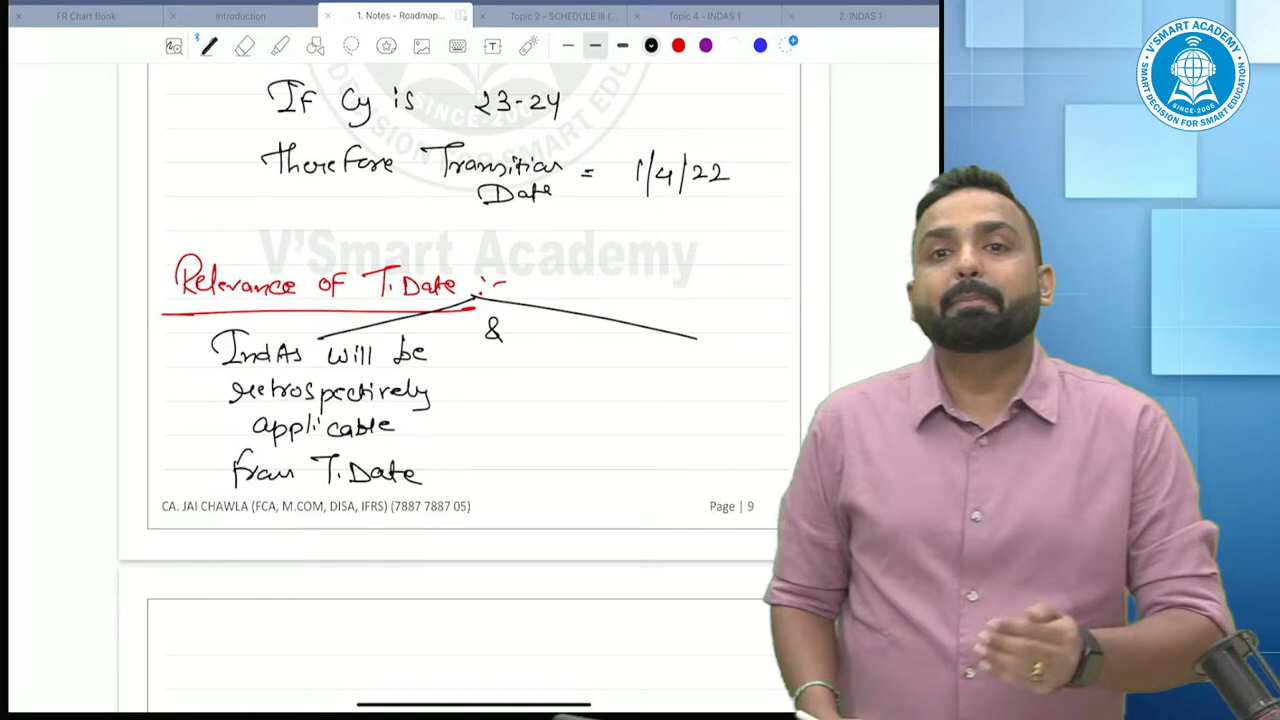 FR Chart Book
Introduction
1. Notes - Roadmap...
Topic 2 - SCHEDULE III (...
Topic 4 - INDAS 1
2. INDAS 1
V'SMART ACADEMY
SINCE-2005
SMART DECISION FOR SMART EDUCATION
If Cy is 23-24
therefore Transition Date = 1/4/22
V'Smart Academy
Relevance of T. Date :-
&
IndAs will be
retrospectively
applicable
from T. Date
CA. JAI CHAWLA (FCA, M.COM, DISA, IFRS) (7887 7887 05)
Page | 9